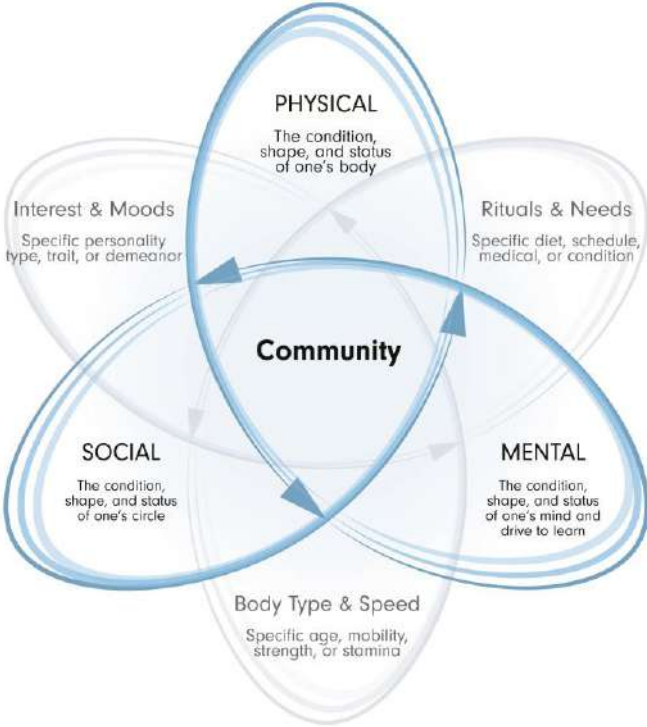 PHYSICAL
The condition,
shape, and status
of one's body
Interest & Moods
Specific personality
type, trait, or demeanor
Rituals & Needs
Specific diet, schedule,
medical, or condition
Community
SOCIAL
The condition,
shape, and status
of one's circle
MENTAL
The condition,
shape, and status
of one's mind and
drive to learn
Body Type & Speed
Specific age, mobility,
strength, or stamina